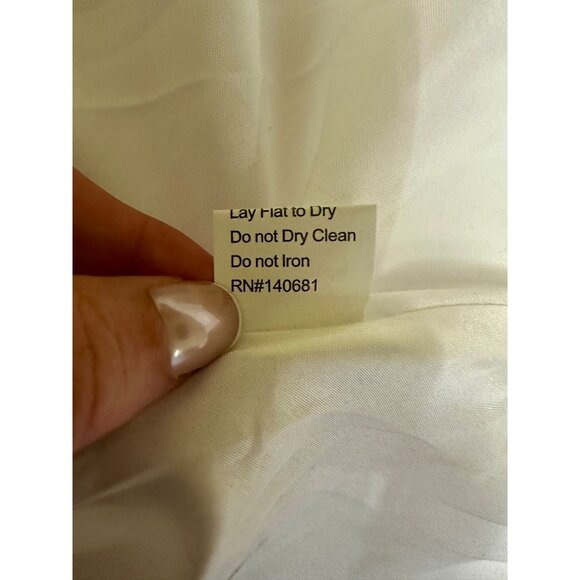 Lay Flat to Dry
Do not Dry Clean
Do not Iron
RN#140681